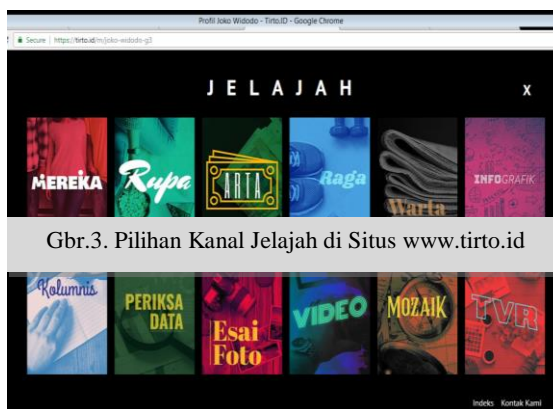 Profil Joko Widodo - Tirto.ID - Google Chrome
Secure | https://tirto.id/m/joko-widodo-gJ
JELAJAH X
MEREKA Rupa ARTA Raga Warta INFOGRAFIK
Gbr.3. Pilihan Kanal Jelajah di Situs www.tirto.id
Kolumnis PERIKSA DATA Esai Foto VIDEO MOZAIK TVR
Indeks Kontak Kami